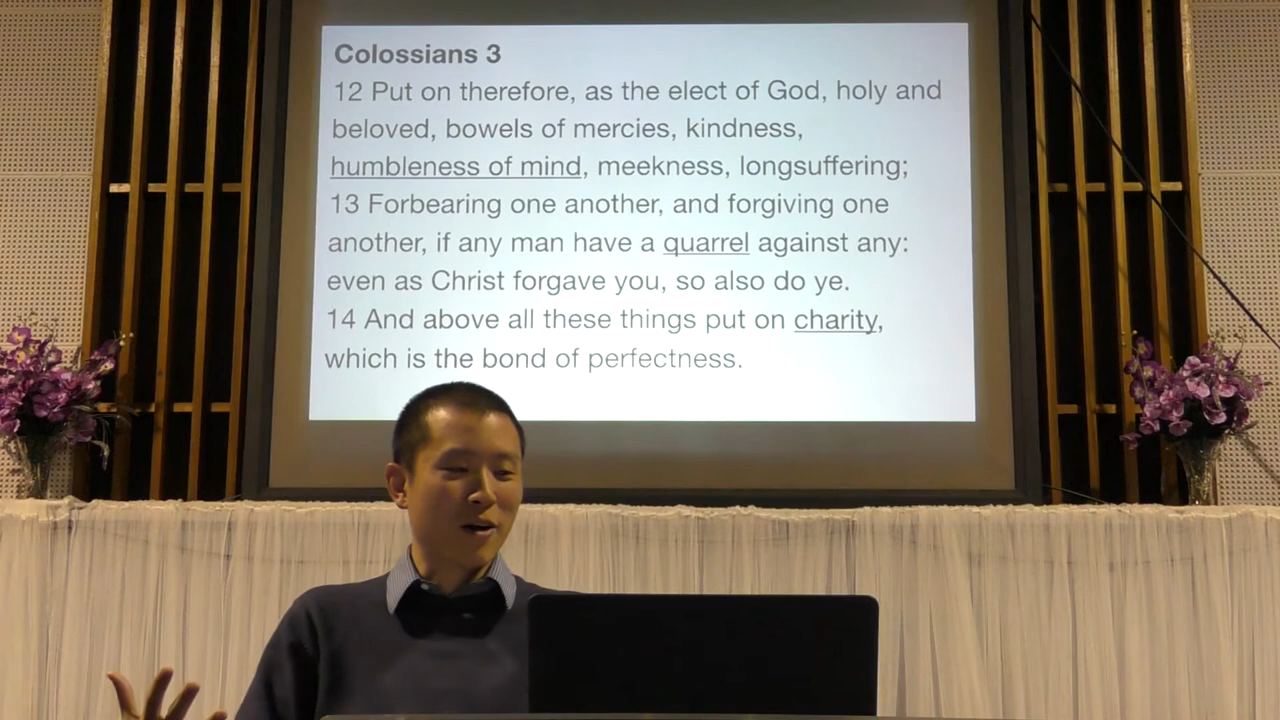 Colossians 3
12 Put on therefore, as the elect of God, holy and
beloved, bowels of mercies, kindness,
humbleness of mind, meekness, longsuffering;
13 Forbearing one another, and forgiving one
another, if any man have a quarrel against any:
even as Christ forgave you, so also do ye.
14 And above all these things put on charity,
which is the bond of perfectness.